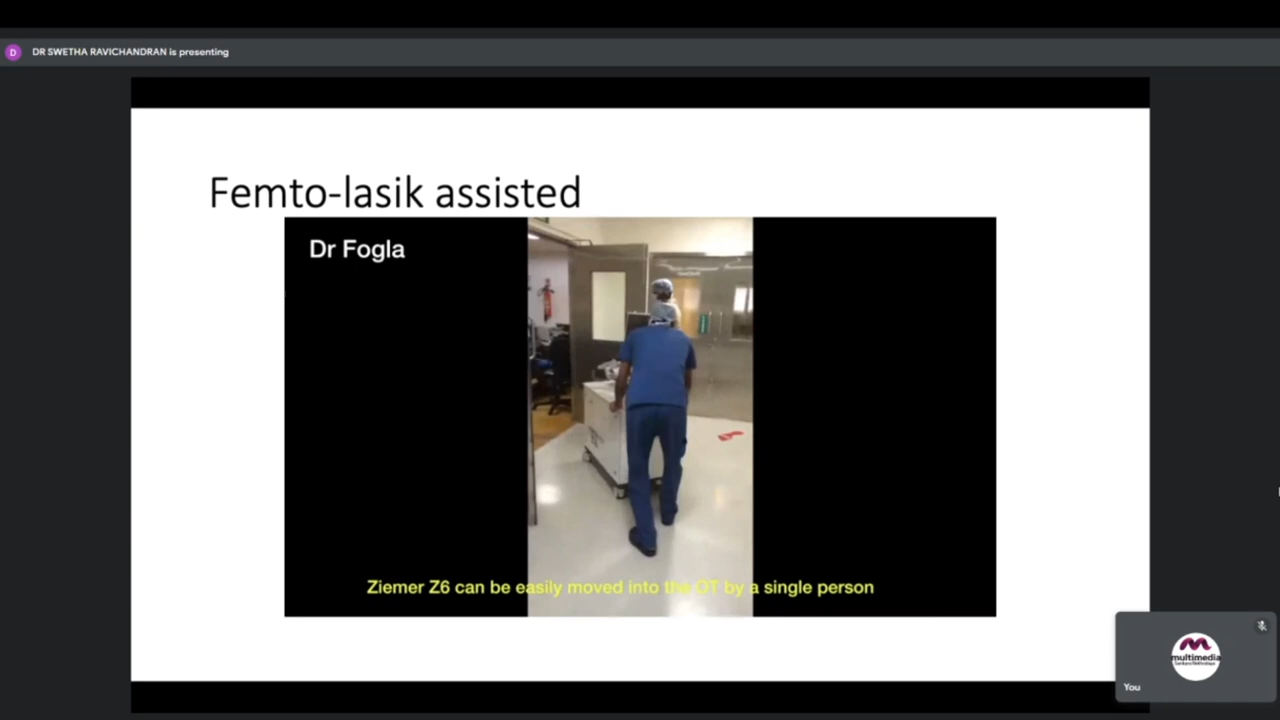 D
DR SWETHA RAVICHANDRAN is presenting
Femto-lasik assisted
Dr Fogla
Ziemer Z6 can be easily moved into the OT by a single person
multimedia
You